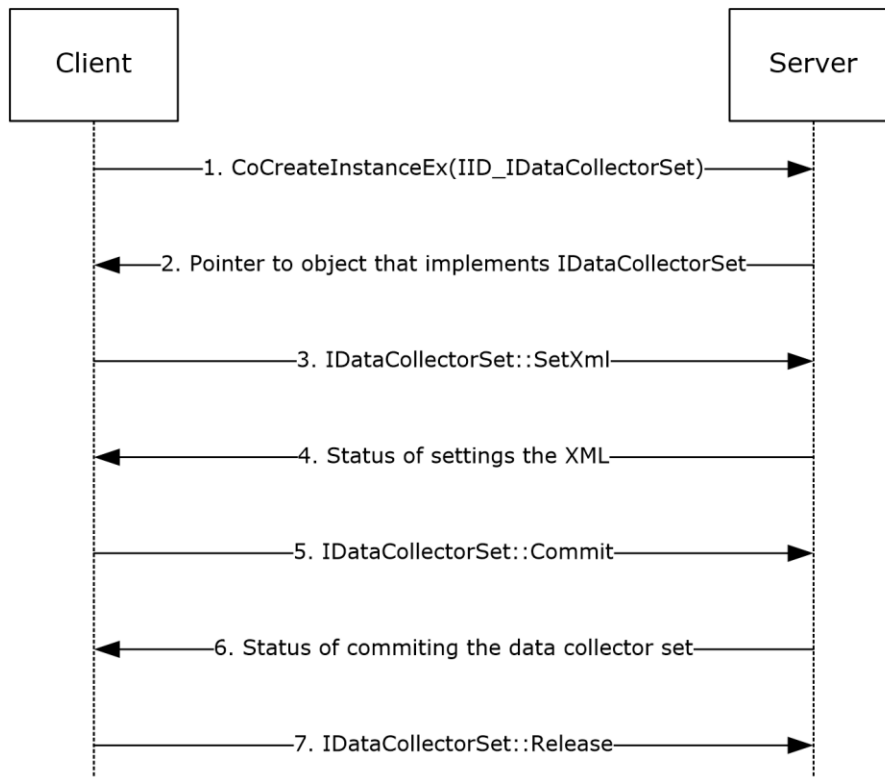 Client
Server
1. CoCreateInstanceEx(IID_IDataCollectorSet)
2. Pointer to object that implements IDataCollectorSet
3. IDataCollectorSet::SetXml
4. Status of settings the XML
5. IDataCollectorSet::Commit
6. Status of commiting the data collector set
7. IDataCollectorSet::Release